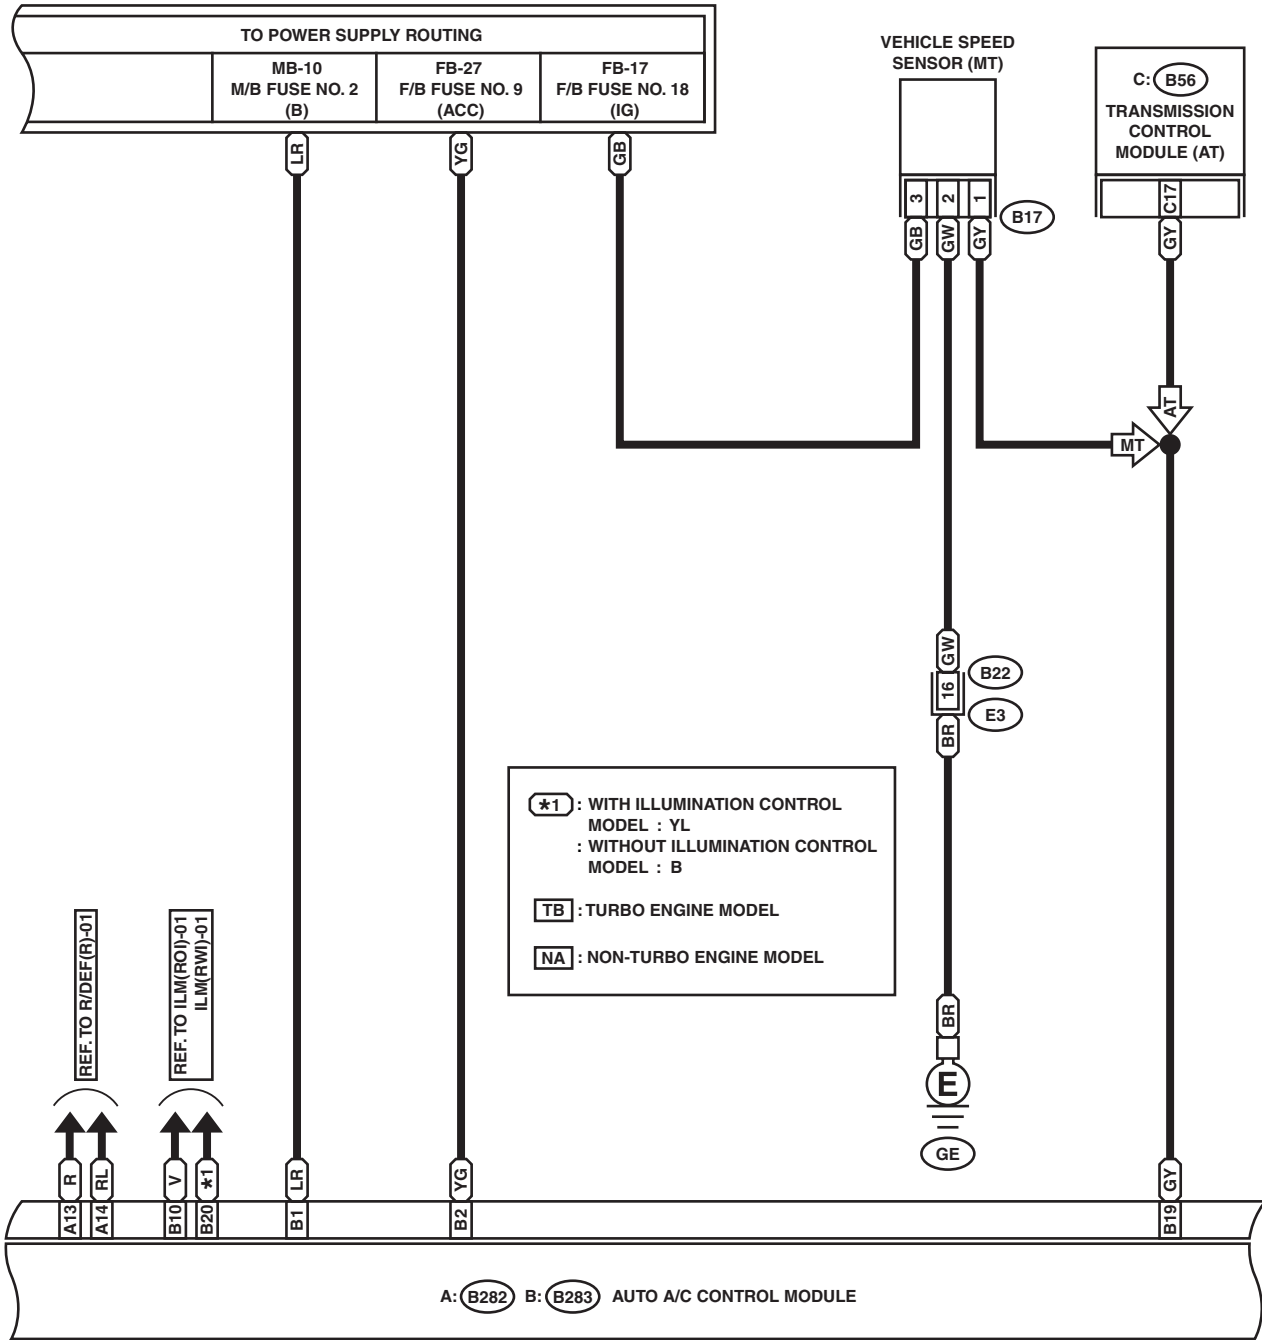 TO POWER SUPPLY ROUTING
MB-10
M/B FUSE NO. 2
(B)
FB-27
F/B FUSE NO. 9
(ACC)
FB-17
F/B FUSE NO. 18
(IG)
LR
YG
GB
VEHICLE SPEED
SENSOR (MT)
3
2
1
B17
GB
GW
GY
C: B56
TRANSMISSION
CONTROL
MODULE (AT)
C17
GY
AT
MT
GW
16
B22
E3
BR
*1 : WITH ILLUMINATION CONTROL
MODEL : YL
: WITHOUT ILLUMINATION CONTROL
MODEL : B
TB : TURBO ENGINE MODEL
NA : NON-TURBO ENGINE MODEL
BR
E
GE
REF. TO R/DEF(R)-01
REF. TO ILM(ROI)-01
ILM(RWI)-01
R
RL
V
*1
LR
YG
GY
A13
A14
B10
B20
B1
B2
B19
A: B282 B: B283 AUTO A/C CONTROL MODULE